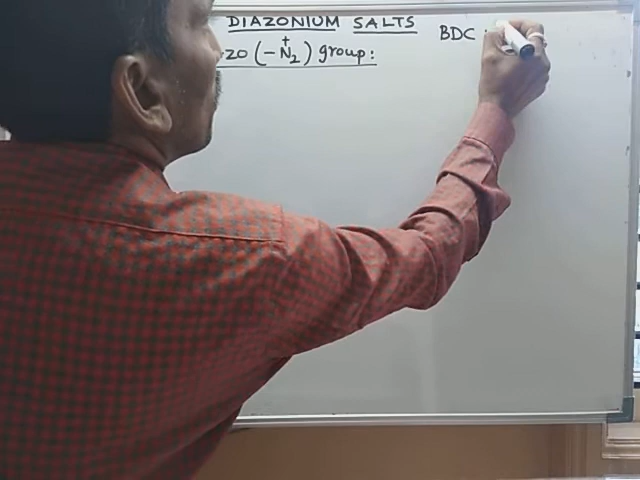 DIAZONIUM SALTS
BDC :
zo (-N₂⁺) group: